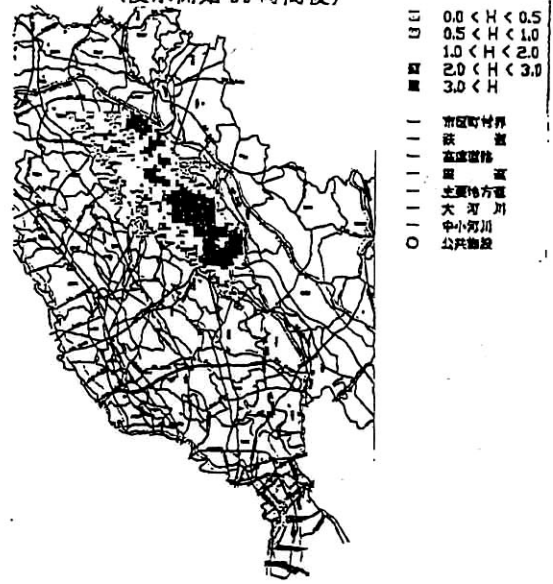 0.0 < H < 0.5
0.5 < H < 1.0
1.0 < H < 2.0
2.0 < H < 3.0
3.0 < H
市区町村界
鉄 道
高速道路
国 道
主要地方道
大 河 川
中小河川
公共施設